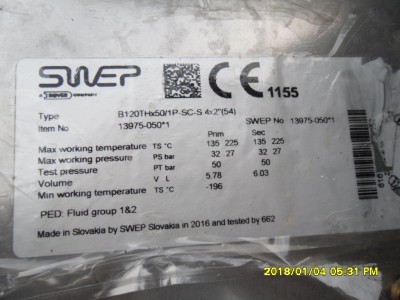 SWEP
A DOVER COMPANY
CE 1155
Type B120THx50/1P-SC-S 4x2"(54)
Item No 13975-050*1 SWEP No 13975-050*1
Prim Sec
Max working temperature TS °C 135 225 135 225
Max working pressure PS bar 32 27 32 27
Test pressure PT bar 50 50
Volume V L 5.78 6.03
Min working temperature TS °C -196
PED: Fluid group 1&2
Made in Slovakia by SWEP Slovakia in 2016 and tested by 662
2018/01/04 05:31 PM